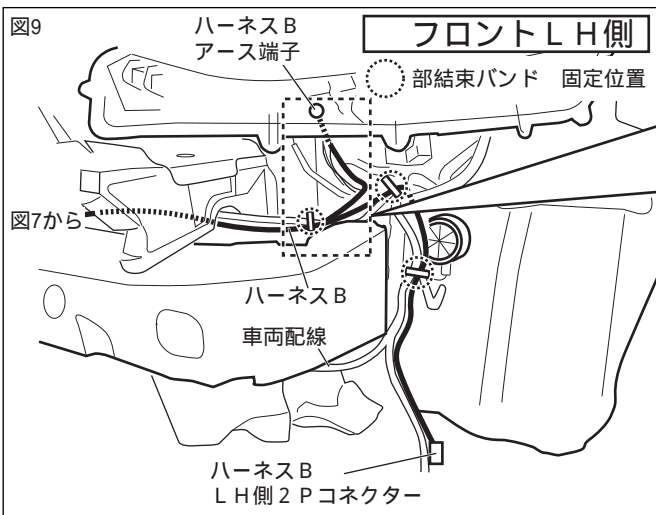 図9
ハーネスB
アース端子
フロントLH側
部結束バンド 固定位置
図7から
ハーネスB
車両配線
ハーネスB
LH側2Pコネクター